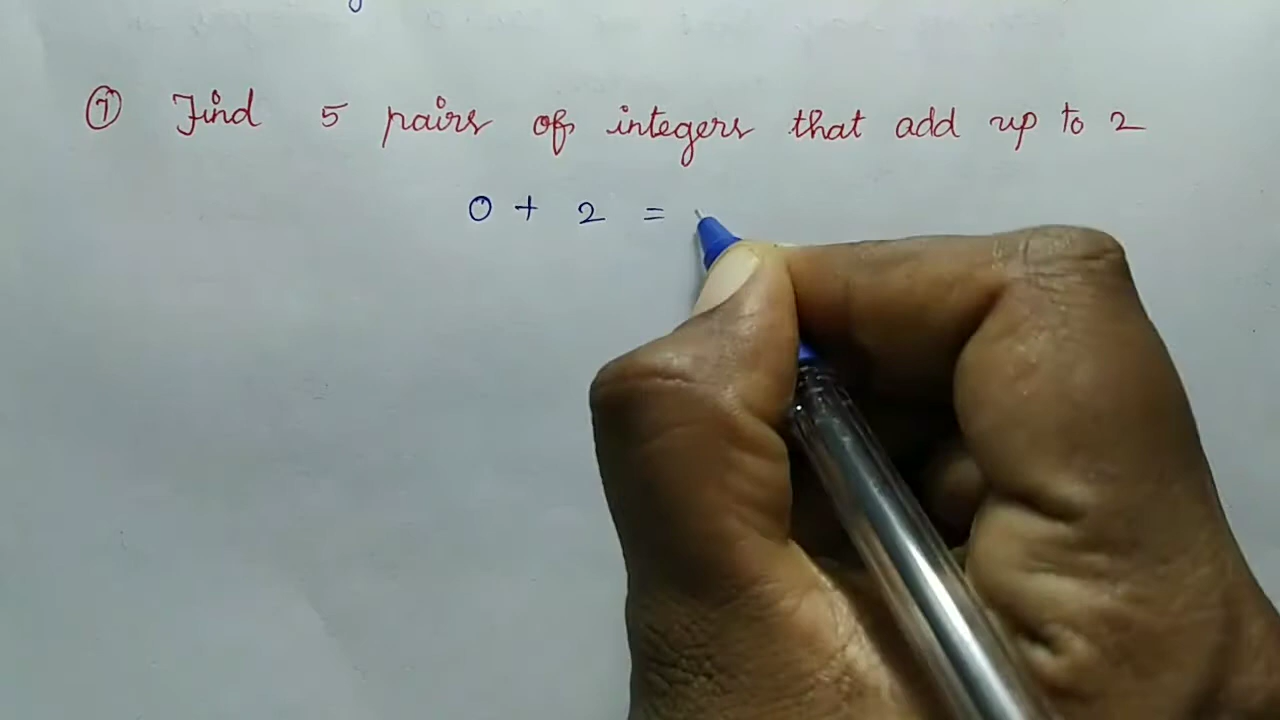 ⑦ Find 5 pairs of integers that add up to 2
0 + 2 =